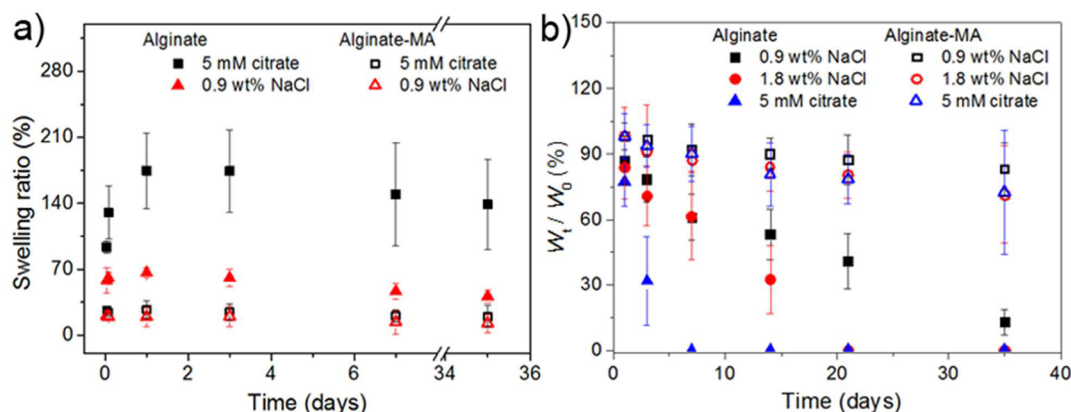 a)
Alginate Alginate-MA
5 mM citrate 5 mM citrate
0.9 wt% NaCl 0.9 wt% NaCl
280
210
140
70
0
Swelling ratio (%)
0 2 4 6 34 36
Time (days)
b)
Alginate Alginate-MA
0.9 wt% NaCl 0.9 wt% NaCl
1.8 wt% NaCl 1.8 wt% NaCl
5 mM citrate 5 mM citrate
150
120
90
60
30
0
Wt / W0 (%)
0 10 20 30 40
Time (days)